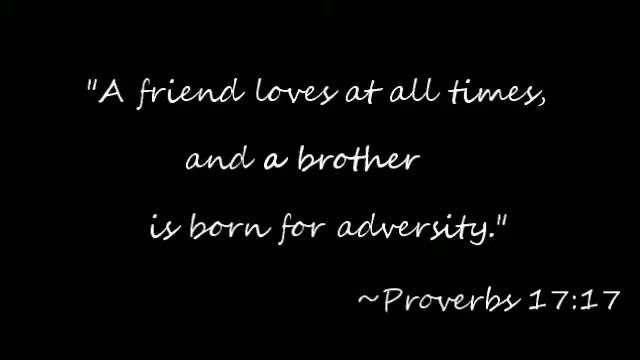 "A friend loves at all times,
and a brother
is born for adversity."
~Proverbs 17:17